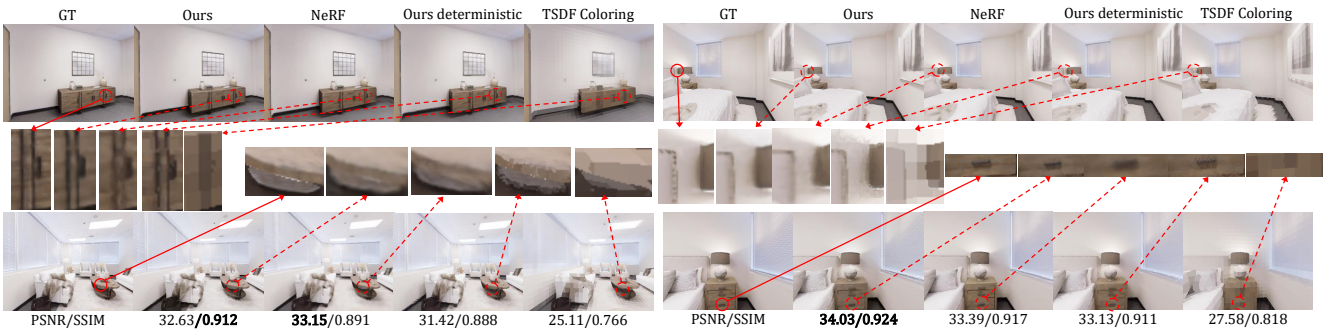 GT Ours NeRF Ours deterministic TSDF Coloring
GT Ours NeRF Ours deterministic TSDF Coloring
PSNR/SSIM 32.63/0.912 33.15/0.891 31.42/0.888 25.11/0.766
PSNR/SSIM 34.03/0.924 33.39/0.917 33.13/0.911 27.58/0.818